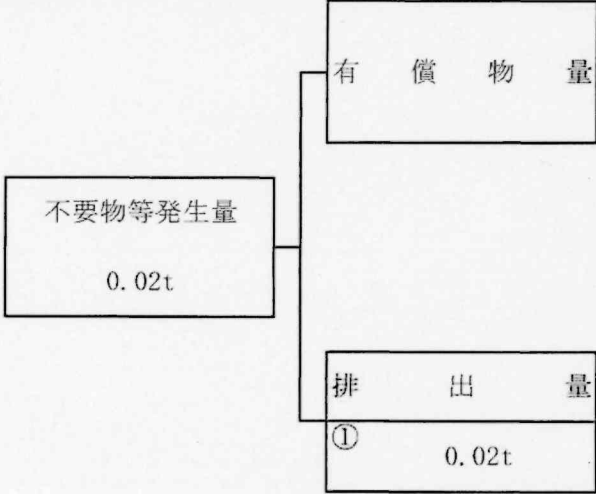 有償物量
不要物等発生量
0.02t
排出量
①
0.02t